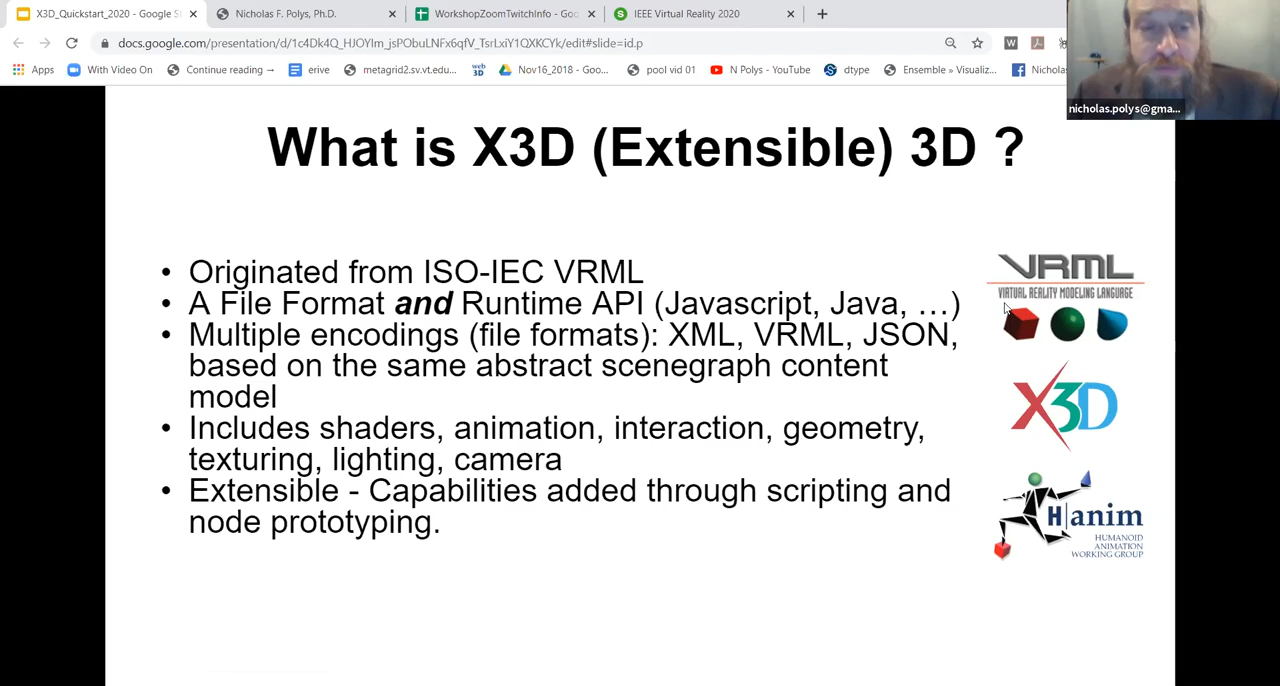 X3D_Quickstart_2020 - Google S
Nicholas F. Polys, Ph.D.
WorkshopZoomTwitchInfo - Goo
IEEE Virtual Reality 2020
docs.google.com/presentation/d/1c4Dk4Q_HJOYlm_jsPObuLNFx6qfV_TsrLxiY1QXKCYk/edit#slide=id.p
Apps
With Video On
Continue reading →
erive
metagrid2.sv.vt.edu...
web 3D
Nov16_2018 - Goo...
pool vid 01
N Polys - YouTube
dtype
Ensemble » Visualiz...
Nichola
nicholas.polys@gma...
What is X3D (Extensible) 3D ?
• Originated from ISO-IEC VRML
• A File Format and Runtime API (Javascript, Java, …)
• Multiple encodings (file formats): XML, VRML, JSON,
based on the same abstract scenegraph content
model
• Includes shaders, animation, interaction, geometry,
texturing, lighting, camera
• Extensible - Capabilities added through scripting and
node prototyping.
VRML
VIRTUAL REALITY MODELING LANGUAGE
X3D
H|anim
HUMANOID
ANIMATION
WORKING GROUP